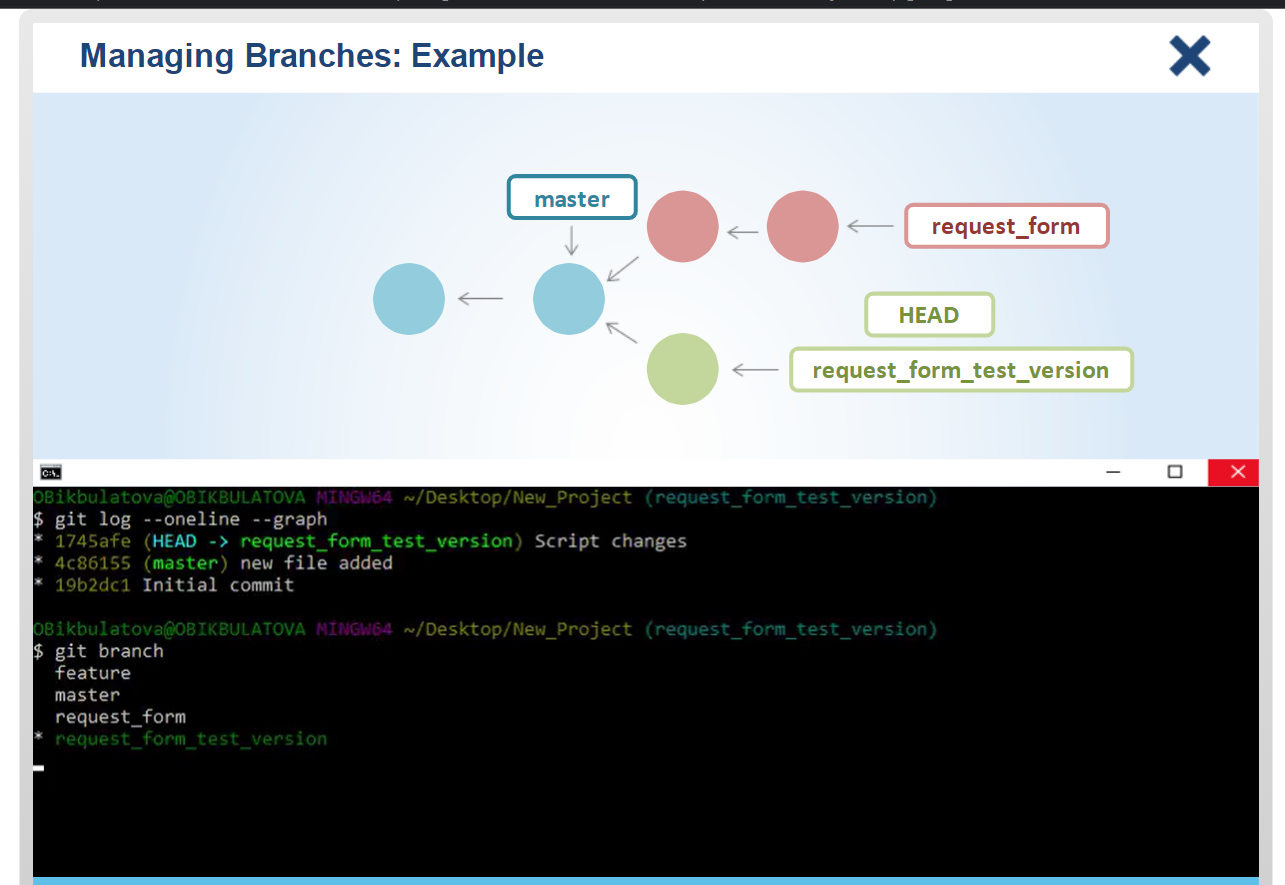 Managing Branches: Example
master
request_form
HEAD
request_form_test_version
C:\.
OBikbulatova@OBIKBULATOVA MINGW64 ~/Desktop/New_Project (request_form_test_version)
$ git log --oneline --graph
* 1745afe (HEAD -> request_form_test_version) Script changes
* 4c86155 (master) new file added
* 19b2dc1 Initial commit
OBikbulatova@OBIKBULATOVA MINGW64 ~/Desktop/New_Project (request_form_test_version)
$ git branch
feature
master
request_form
* request_form_test_version